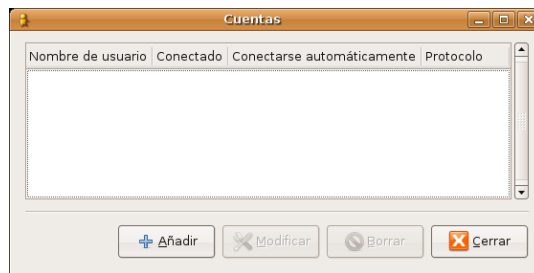 Cuentas
Nombre de usuario Conectado Conectarse automáticamente Protocolo
Añadir Modificar Borrar Cerrar